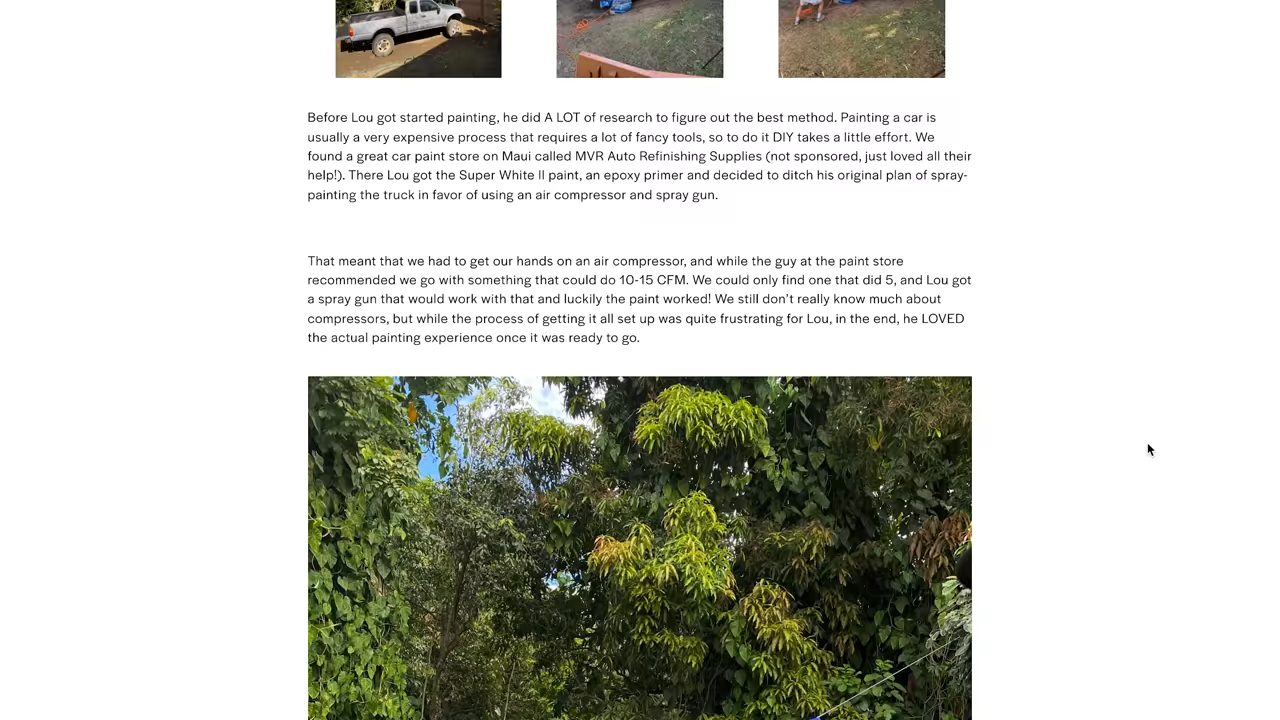 Before Lou got started painting, he did A LOT of research to figure out the best method. Painting a car is
usually a very expensive process that requires a lot of fancy tools, so to do it DIY takes a little effort. We
found a great car paint store on Maui called MVR Auto Refinishing Supplies (not sponsored, just loved all their
help!). There Lou got the Super White II paint, an epoxy primer and decided to ditch his original plan of spray-
painting the truck in favor of using an air compressor and spray gun.
That meant that we had to get our hands on an air compressor, and while the guy at the paint store
recommended we go with something that could do 10-15 CFM. We could only find one that did 5, and Lou got
a spray gun that would work with that and luckily the paint worked! We still don't really know much about
compressors, but while the process of getting it all set up was quite frustrating for Lou, in the end, he LOVED
the actual painting experience once it was ready to go.